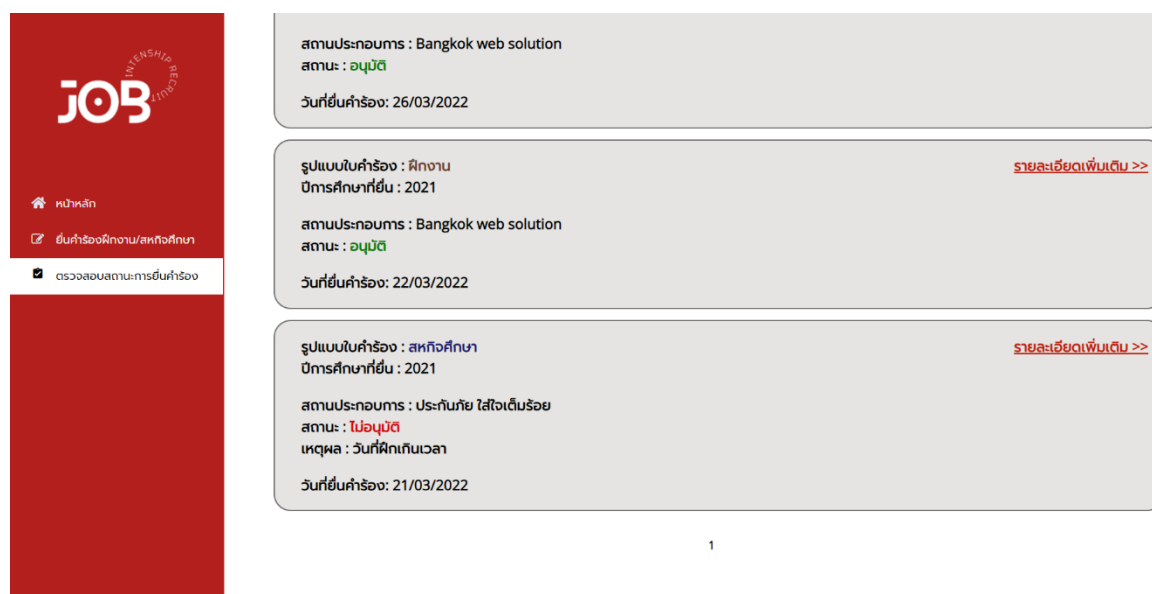 INTENSHIP RECRUIT
JOB
หน้าหลัก
ยื่นคำร้องฝึกงาน/สหกิจศึกษา
ตรวจสอบสถานะการยื่นคำร้อง
สถานประกอบการ : Bangkok web solution
สถานะ : อนุมัติ
วันที่ยื่นคำร้อง: 26/03/2022
รูปแบบใบคำร้อง : ฝึกงาน
รายละเอียดเพิ่มเติม >>
ปีการศึกษาที่ยื่น : 2021
สถานประกอบการ : Bangkok web solution
สถานะ : อนุมัติ
วันที่ยื่นคำร้อง: 22/03/2022
รูปแบบใบคำร้อง : สหกิจศึกษา
รายละเอียดเพิ่มเติม >>
ปีการศึกษาที่ยื่น : 2021
สถานประกอบการ : ประกันภัย ใส่ใจเต็มร้อย
สถานะ : ไม่อนุมัติ
เหตุผล : วันที่ฝึกเกินเวลา
วันที่ยื่นคำร้อง: 21/03/2022
1